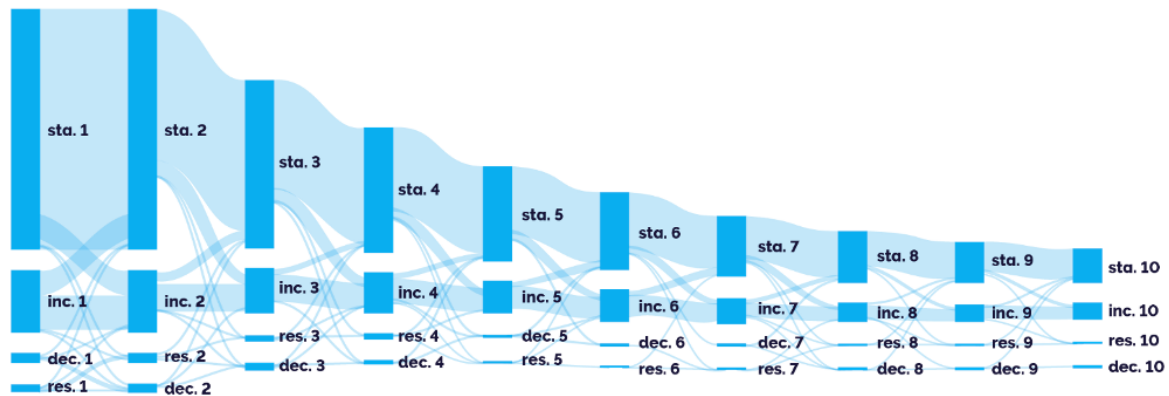 sta. 1
inc. 1
dec. 1
res. 1
sta. 2
inc. 2
res. 2
dec. 2
sta. 3
inc. 3
res. 3
dec. 3
sta. 4
inc. 4
res. 4
dec. 4
sta. 5
inc. 5
dec. 5
res. 5
sta. 6
inc. 6
dec. 6
res. 6
sta. 7
inc. 7
dec. 7
res. 7
sta. 8
inc. 8
res. 8
dec. 8
sta. 9
inc. 9
res. 9
dec. 9
sta. 10
inc. 10
res. 10
dec. 10